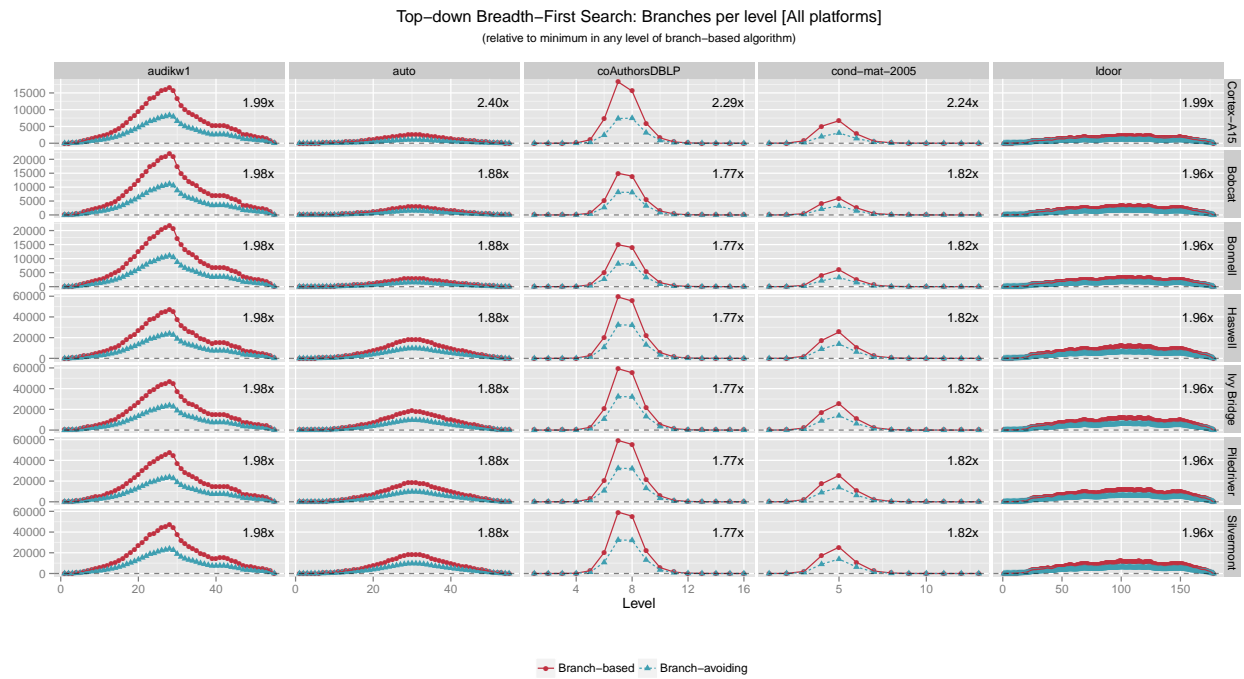 Top−down Breadth−First Search: Branches per level [All platforms]
(relative to minimum in any level of branch−based algorithm)
audikw1 auto coAuthorsDBLP cond−mat−2005 ldoor
15000
10000
5000
0
1.99x 2.40x 2.29x 2.24x 1.99x
Cortex−A15
20000
15000
10000
5000
0
1.98x 1.88x 1.77x 1.82x 1.96x
Bobcat
20000
15000
10000
5000
0
1.98x 1.88x 1.77x 1.82x 1.96x
Bonnell
60000
40000
20000
0
1.98x 1.88x 1.77x 1.82x 1.96x
Haswell
60000
40000
20000
0
1.98x 1.88x 1.77x 1.82x 1.96x
Ivy Bridge
60000
40000
20000
0
1.98x 1.88x 1.77x 1.82x 1.96x
Piledriver
60000
40000
20000
0
1.98x 1.88x 1.77x 1.82x 1.96x
Silvermont
0 20 40 0 20 40 4 8 12 16 5 10 0 50 100 150
Level
Branch−based Branch−avoiding